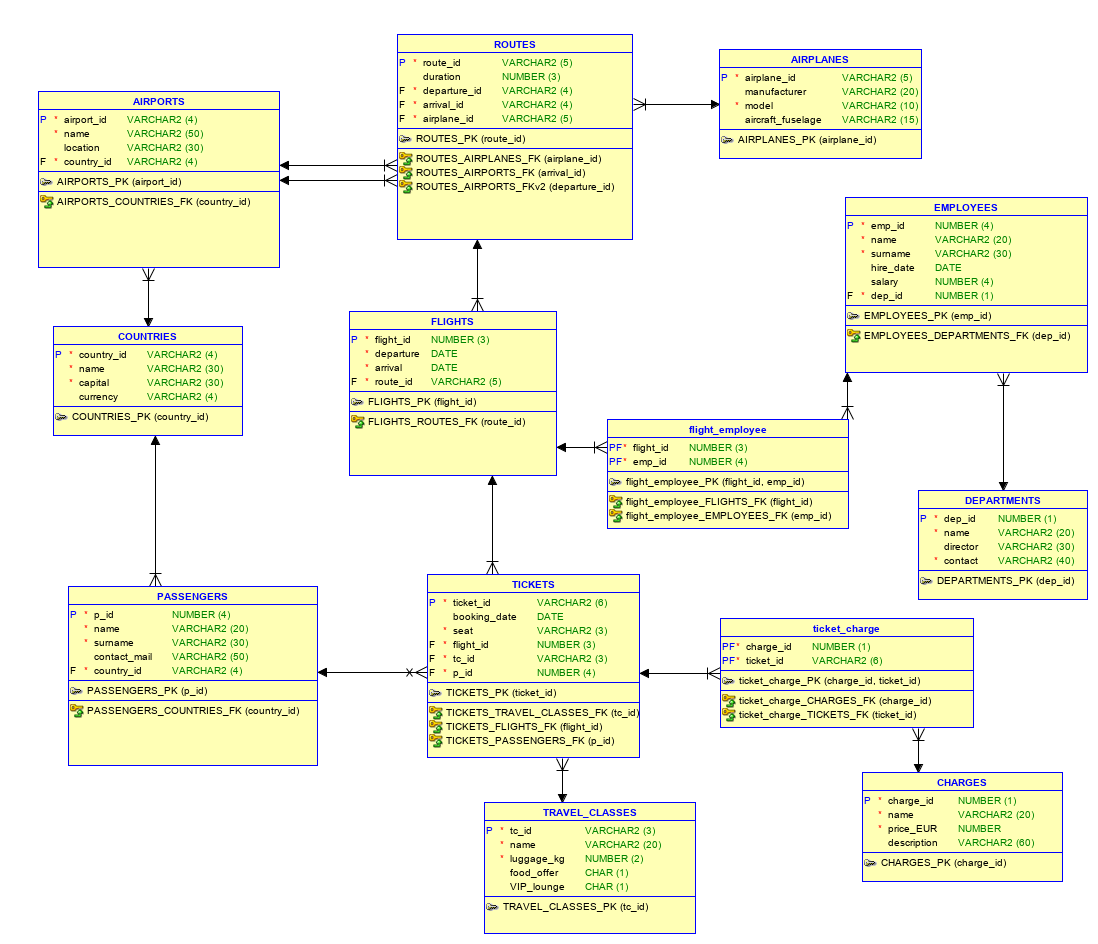 ROUTES
P * route_id VARCHAR2 (5)
duration NUMBER (3)
F * departure_id VARCHAR2 (4)
F * arrival_id VARCHAR2 (4)
F * airplane_id VARCHAR2 (5)
ROUTES_PK (route_id)
ROUTES_AIRPLANES_FK (airplane_id)
ROUTES_AIRPORTS_FK (arrival_id)
ROUTES_AIRPORTS_FKv2 (departure_id)
AIRPLANES
P * airplane_id VARCHAR2 (5)
manufacturer VARCHAR2 (20)
* model VARCHAR2 (10)
aircraft_fuselage VARCHAR2 (15)
AIRPLANES_PK (airplane_id)
AIRPORTS
P * airport_id VARCHAR2 (4)
* name VARCHAR2 (50)
location VARCHAR2 (30)
F * country_id VARCHAR2 (4)
AIRPORTS_PK (airport_id)
AIRPORTS_COUNTRIES_FK (country_id)
EMPLOYEES
P * emp_id NUMBER (4)
* name VARCHAR2 (20)
* surname VARCHAR2 (30)
hire_date DATE
salary NUMBER (4)
F * dep_id NUMBER (1)
EMPLOYEES_PK (emp_id)
EMPLOYEES_DEPARTMENTS_FK (dep_id)
COUNTRIES
P * country_id VARCHAR2 (4)
* name VARCHAR2 (30)
* capital VARCHAR2 (30)
currency VARCHAR2 (4)
COUNTRIES_PK (country_id)
FLIGHTS
P * flight_id NUMBER (3)
* departure DATE
* arrival DATE
F * route_id VARCHAR2 (5)
FLIGHTS_PK (flight_id)
FLIGHTS_ROUTES_FK (route_id)
flight_employee
PF* flight_id NUMBER (3)
PF* emp_id NUMBER (4)
flight_employee_PK (flight_id, emp_id)
flight_employee_FLIGHTS_FK (flight_id)
flight_employee_EMPLOYEES_FK (emp_id)
DEPARTMENTS
P * dep_id NUMBER (1)
* name VARCHAR2 (20)
director VARCHAR2 (30)
* contact VARCHAR2 (40)
DEPARTMENTS_PK (dep_id)
PASSENGERS
P * p_id NUMBER (4)
* name VARCHAR2 (20)
* surname VARCHAR2 (30)
contact_mail VARCHAR2 (50)
F * country_id VARCHAR2 (4)
PASSENGERS_PK (p_id)
PASSENGERS_COUNTRIES_FK (country_id)
TICKETS
P * ticket_id VARCHAR2 (6)
booking_date DATE
* seat VARCHAR2 (3)
F * flight_id NUMBER (3)
F * tc_id VARCHAR2 (3)
F * p_id NUMBER (4)
TICKETS_PK (ticket_id)
TICKETS_TRAVEL_CLASSES_FK (tc_id)
TICKETS_FLIGHTS_FK (flight_id)
TICKETS_PASSENGERS_FK (p_id)
ticket_charge
PF* charge_id NUMBER (1)
PF* ticket_id VARCHAR2 (6)
ticket_charge_PK (charge_id, ticket_id)
ticket_charge_CHARGES_FK (charge_id)
ticket_charge_TICKETS_FK (ticket_id)
CHARGES
P * charge_id NUMBER (1)
* name VARCHAR2 (20)
* price_EUR NUMBER
description VARCHAR2 (60)
CHARGES_PK (charge_id)
TRAVEL_CLASSES
P * tc_id VARCHAR2 (3)
* name VARCHAR2 (20)
* luggage_kg NUMBER (2)
food_offer CHAR (1)
VIP_lounge CHAR (1)
TRAVEL_CLASSES_PK (tc_id)